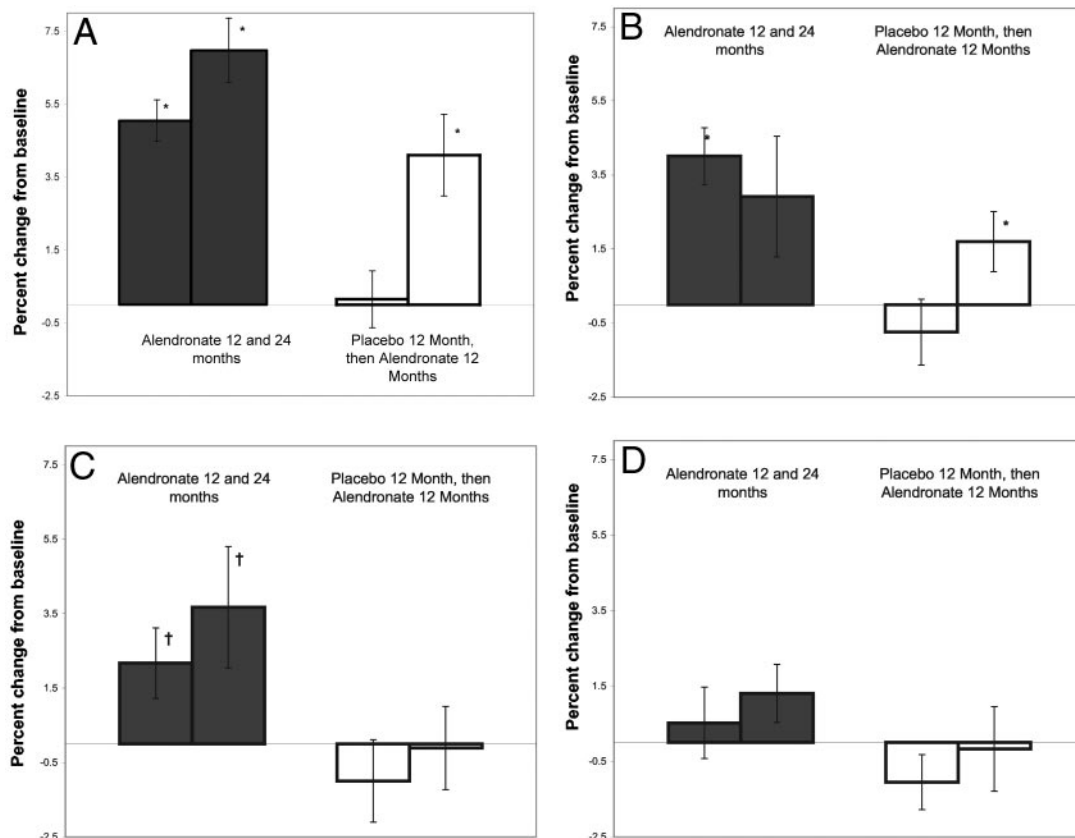 A
Percent change from baseline
7.5
5.5
3.5
1.5
-0.5
-2.5
*
*
*
Alendronate 12 and 24
months
Placebo 12 Month,
then Alendronate 12
Months
B
Percent change from baseline
7.5
5.5
3.5
1.5
-0.5
-2.5
Alendronate 12 and 24
months
Placebo 12 Month, then
Alendronate 12 Months
*
*
C
Percent change from baseline
7.5
5.5
3.5
1.5
-0.5
-2.5
Alendronate 12 and 24
months
Placebo 12 Month, then
Alendronate 12 Months
†
†
D
Percent change from baseline
7.5
5.5
3.5
1.5
-0.5
-2.5
Alendronate 12 and 24
months
Placebo 12 Month, then
Alendronate 12 Months